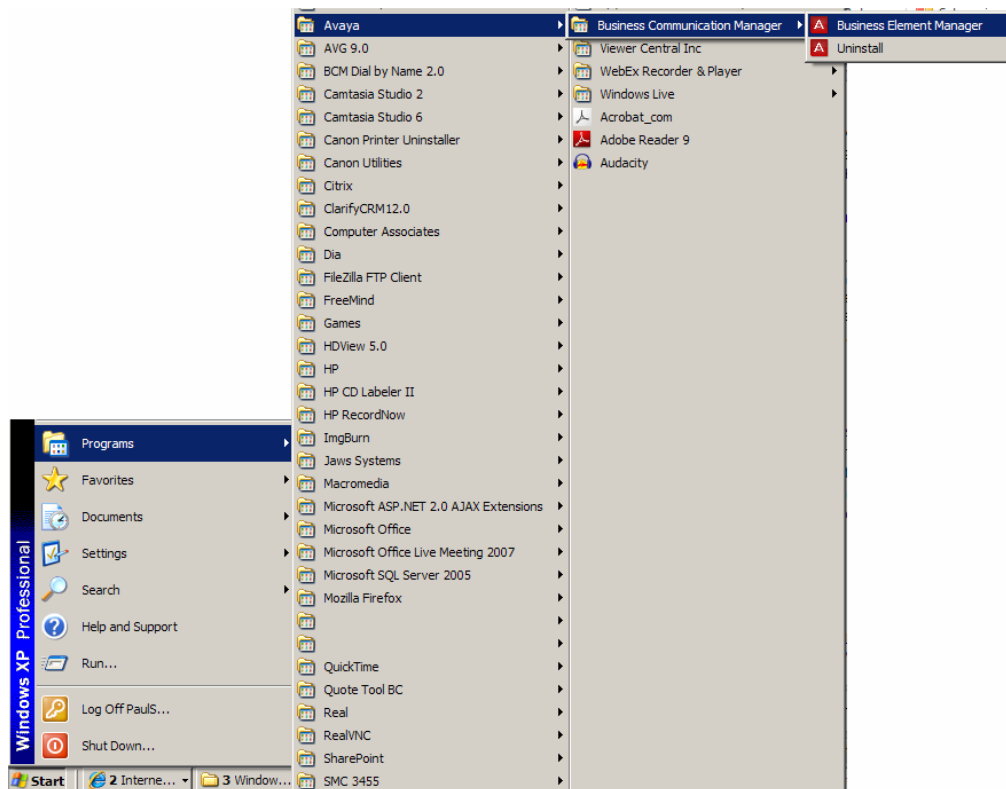 Avaya
AVG 9.0
BCM Dial by Name 2.0
Camtasia Studio 2
Camtasia Studio 6
Canon Printer Uninstaller
Canon Utilities
Citrix
ClarifyCRM12.0
Computer Associates
Dia
FileZilla FTP Client
FreeMind
Games
HDView 5.0
HP
HP CD Labeler II
HP RecordNow
ImgBurn
Jaws Systems
Macromedia
Microsoft ASP.NET 2.0 AJAX Extensions
Microsoft Office
Microsoft Office Live Meeting 2007
Microsoft SQL Server 2005
Mozilla Firefox
QuickTime
Quote Tool BC
Real
RealVNC
SharePoint
SMC 3455
Business Communication Manager
Viewer Central Inc
WebEx Recorder & Player
Windows Live
Acrobat_com
Adobe Reader 9
Audacity
Business Element Manager
Uninstall
Programs
Favorites
Documents
Settings
Search
Help and Support
Run...
Log Off PaulS...
Shut Down...
Windows XP Professional
Start
2 Interne...
3 Window...